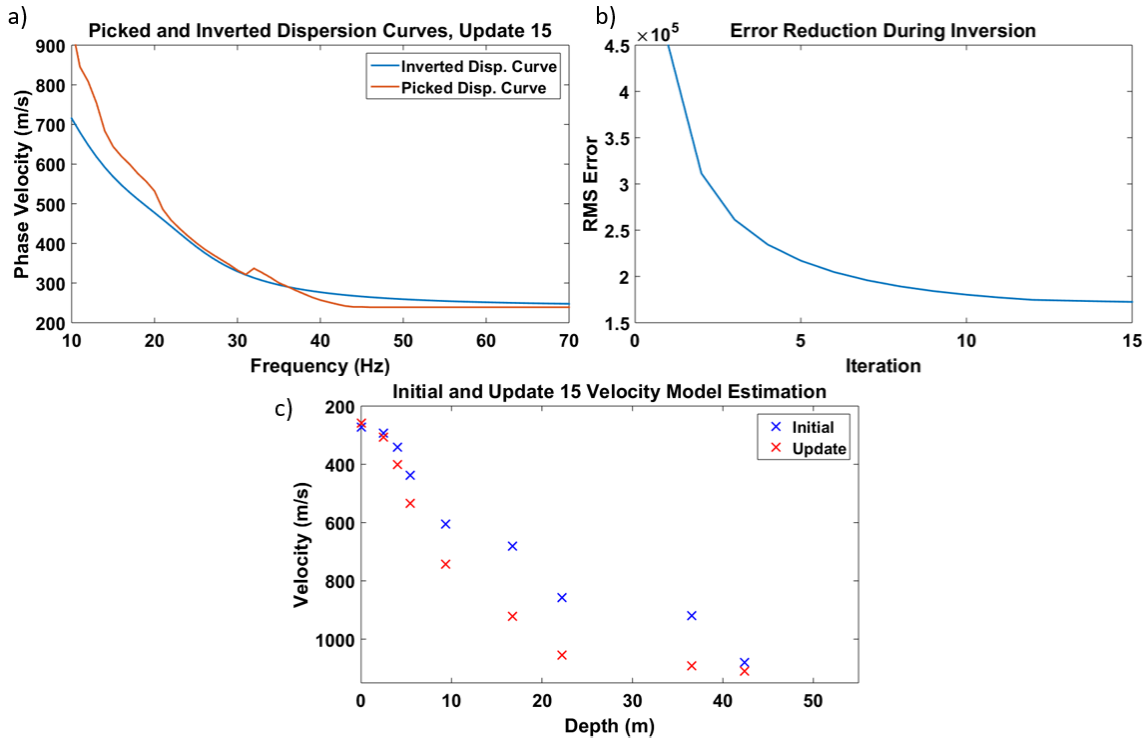 a)
Picked and Inverted Dispersion Curves, Update 15
Phase Velocity (m/s)
900
800
700
600
500
400
300
200
10 20 30 40 50 60 70
Frequency (Hz)
Inverted Disp. Curve
Picked Disp. Curve
b)
Error Reduction During Inversion
×10⁵
RMS Error
4.5
4
3.5
3
2.5
2
1.5
0 5 10 15
Iteration
c)
Initial and Update 15 Velocity Model Estimation
Velocity (m/s)
200
400
600
800
1000
0 10 20 30 40 50
Depth (m)
Initial
Update